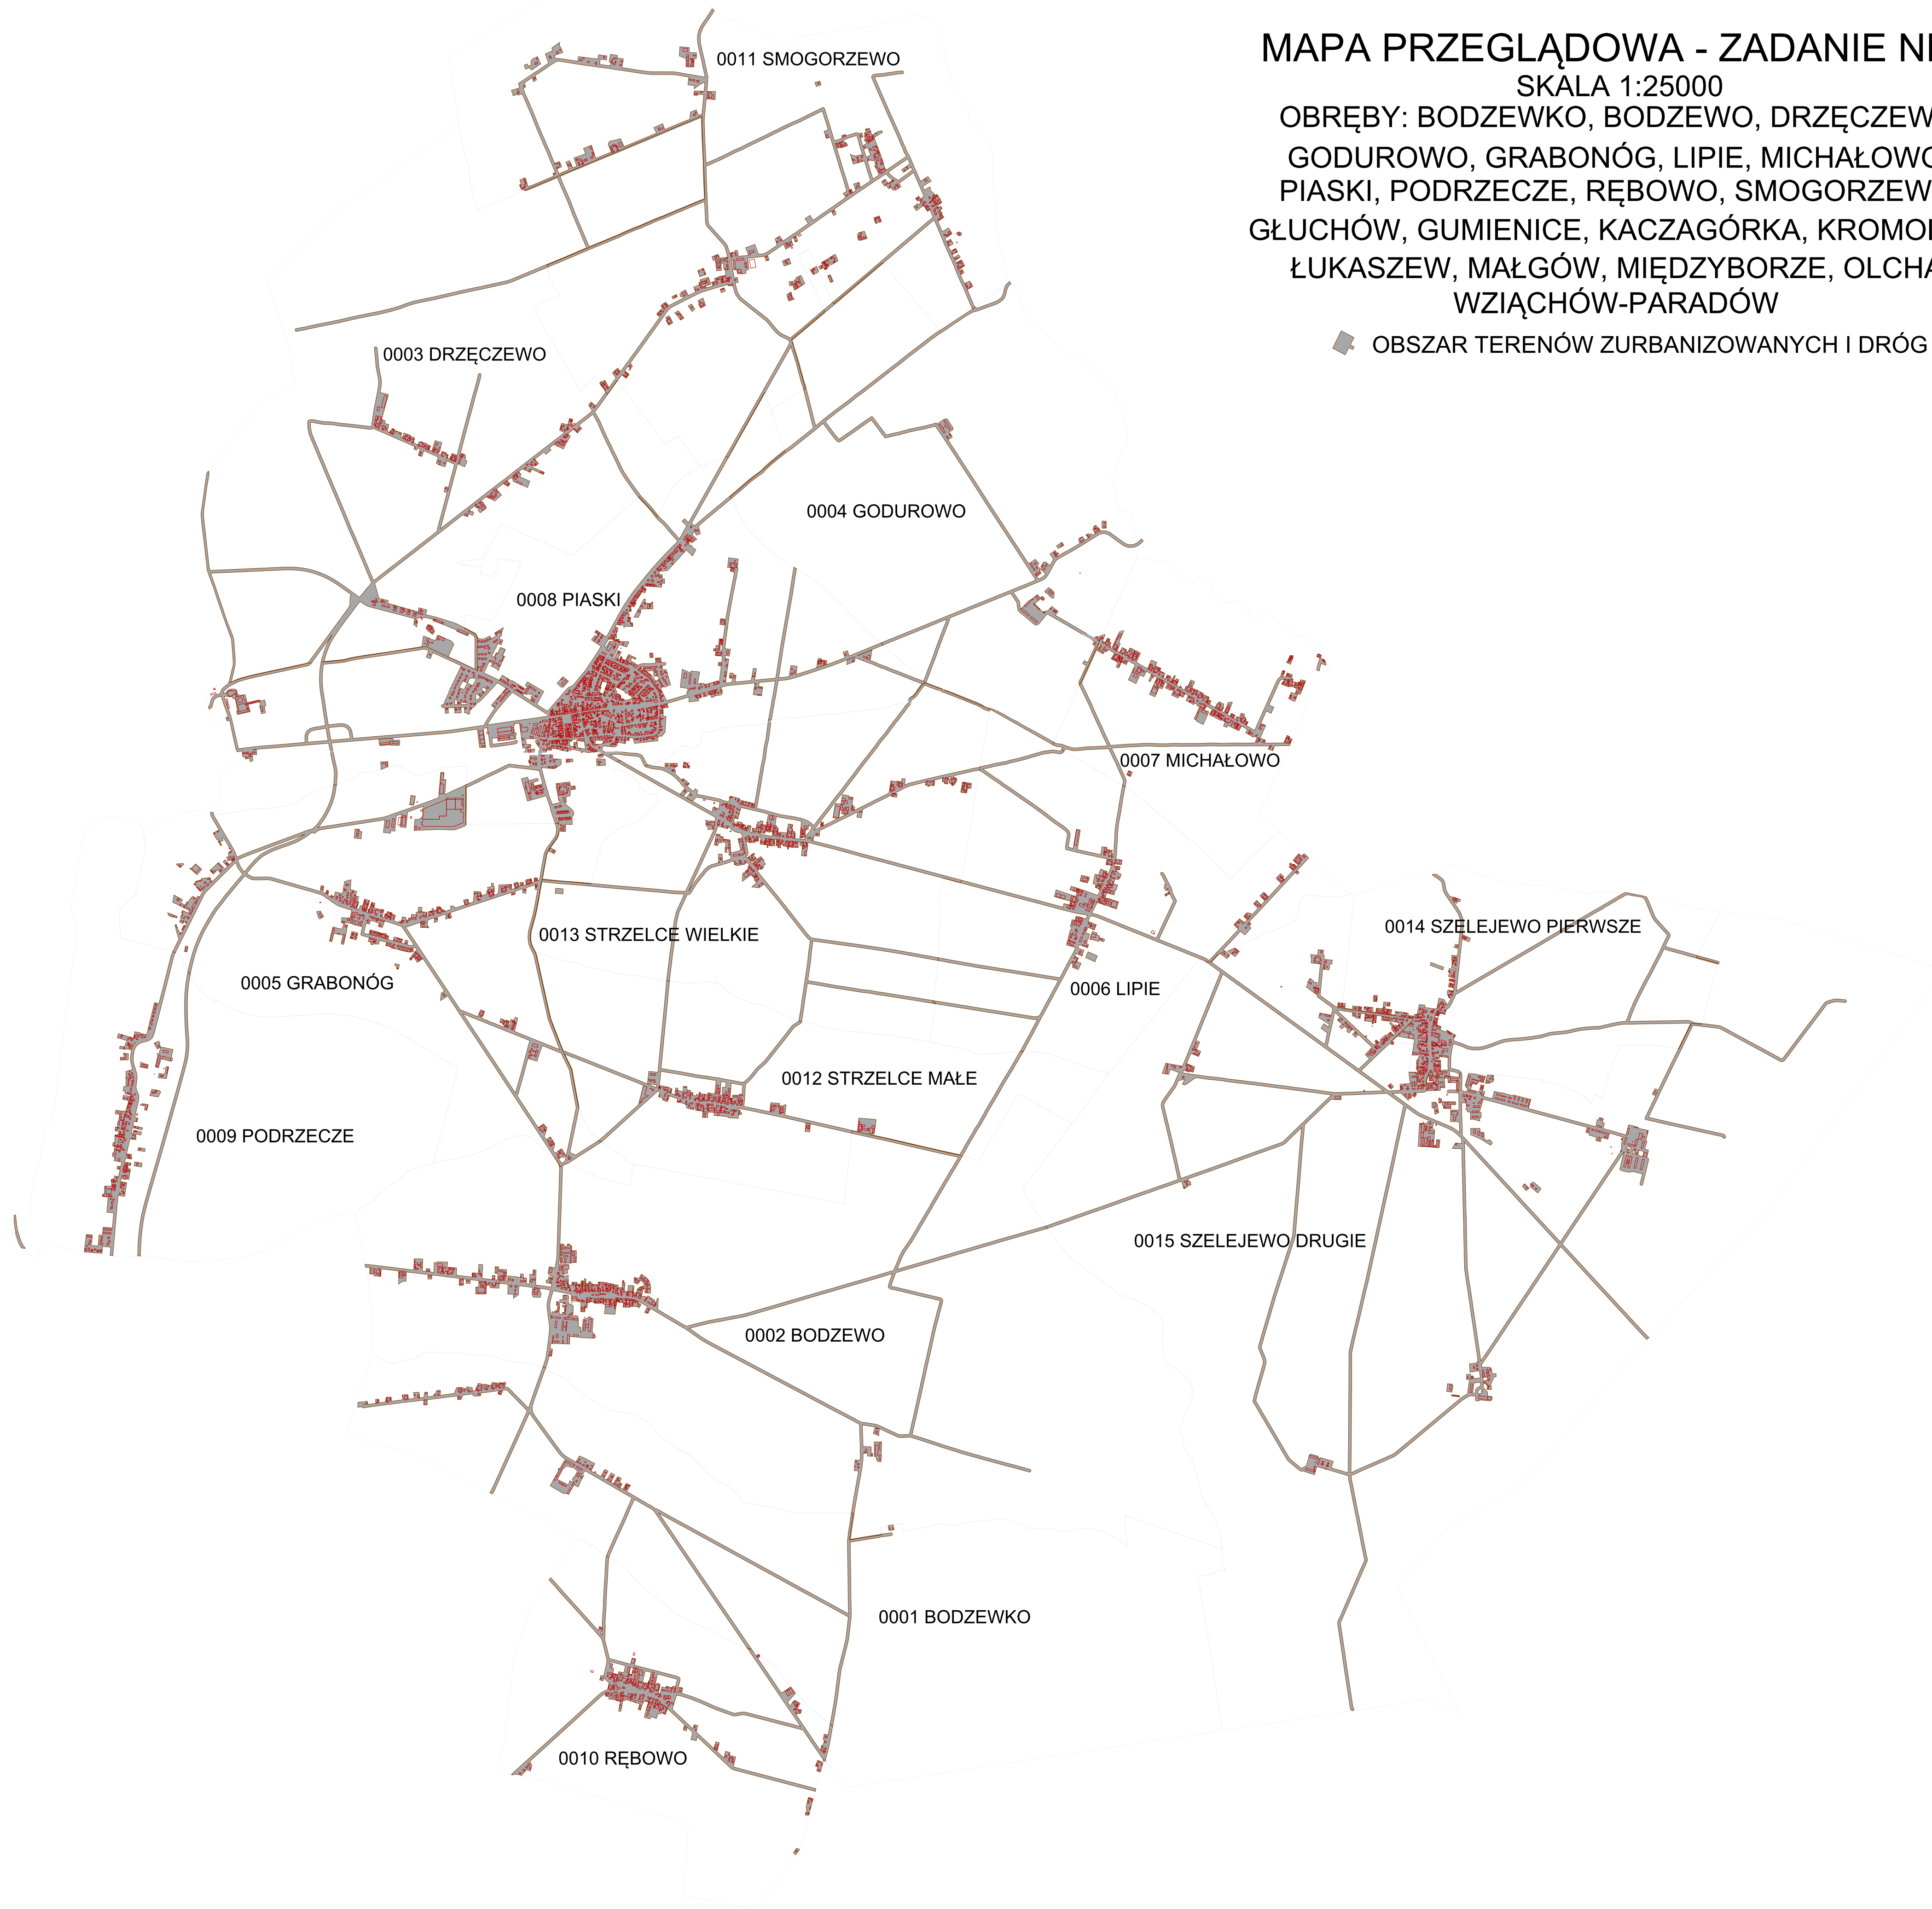 MAPA PRZEGLĄDOWA - ZADANIE
SKALA 1:25000
OBRĘBY: BODZEWKO, BODZEWO, DRZĘCZEW
GODUROWO, GRABONÓG, LIPIE, MICHAŁOWO
PIASKI, PODRZECZE, RĘBOWO, SMOGORZEW
GŁUCHÓW, GUMIENICE, KACZAGÓRKA,
ŁUKASZEW, MAŁGÓW, MIĘDZYBORZE,
WZIĄCHÓW-PARADÓW
OBSZAR TERENÓW ZURBANIZOWANYCH I DRÓG
0011 SMOGORZEWO
0003 DRZĘCZEWO
0004 GODUROWO
0008 PIASKI
0007 MICHAŁOWO
0014 SZELEJEWO PIERWSZE
0013 STRZELCE WIELKIE
0005 GRABONÓG
0006 LIPIE
0012 STRZELCE MAŁE
0009 PODRZECZE
0015 SZELEJEWO DRUGIE
0002 BODZEWO
0001 BODZEWKO
0010 RĘBOWO